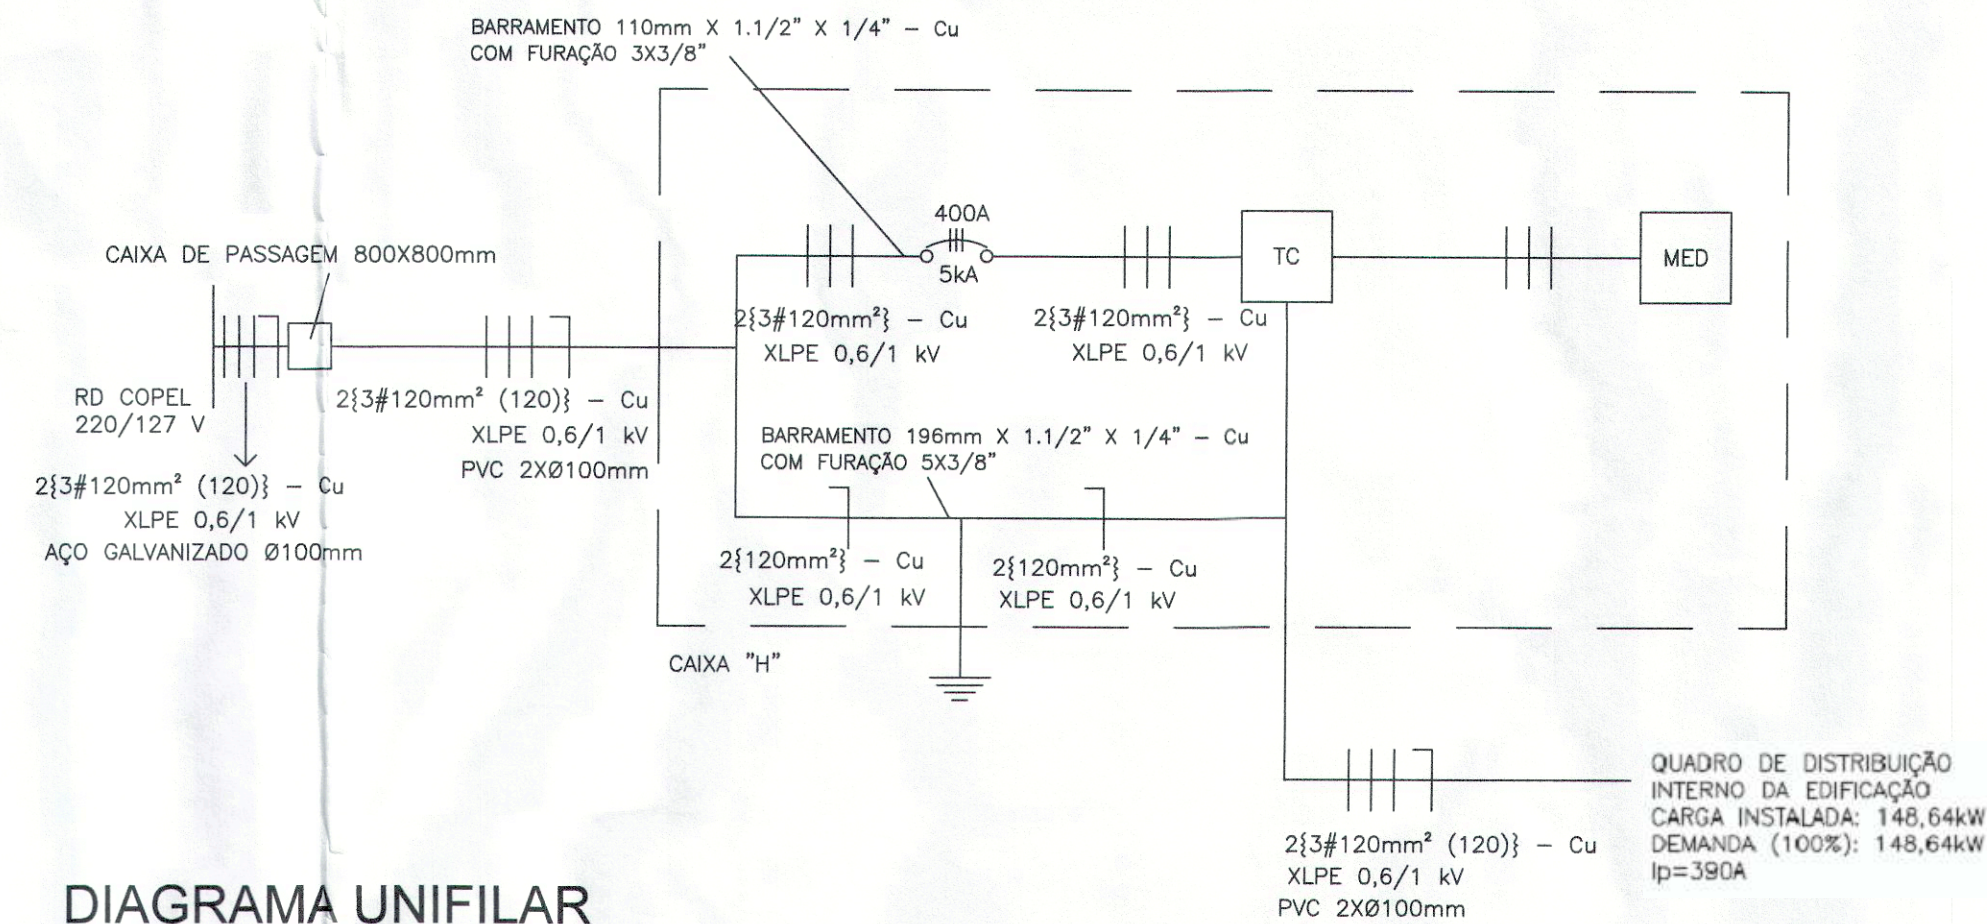 BARRAMENTO 110mm X 1.1/2" X 1/4" – Cu
COM FURAÇÃO 3X3/8"
400A
5kA
TC
MED
CAIXA DE PASSAGEM 800X800mm
2{3#120mm²} – Cu
XLPE 0,6/1 kV
2{3#120mm²} – Cu
XLPE 0,6/1 kV
RD COPEL
220/127 V
2{3#120mm² (120)} – Cu
XLPE 0,6/1 kV
PVC 2XØ100mm
BARRAMENTO 196mm X 1.1/2" X 1/4" – Cu
COM FURAÇÃO 5X3/8"
2{3#120mm² (120)} – Cu
XLPE 0,6/1 kV
AÇO GALVANIZADO Ø100mm
2{120mm²} – Cu
XLPE 0,6/1 kV
2{120mm²} – Cu
XLPE 0,6/1 kV
CAIXA "H"
QUADRO DE DISTRIBUIÇÃO
INTERNO DA EDIFICAÇÃO
CARGA INSTALADA: 148,64kW
DEMANDA (100%): 148,64kW
Ip=390A
2{3#120mm² (120)} – Cu
XLPE 0,6/1 kV
PVC 2XØ100mm
DIAGRAMA UNIFILAR